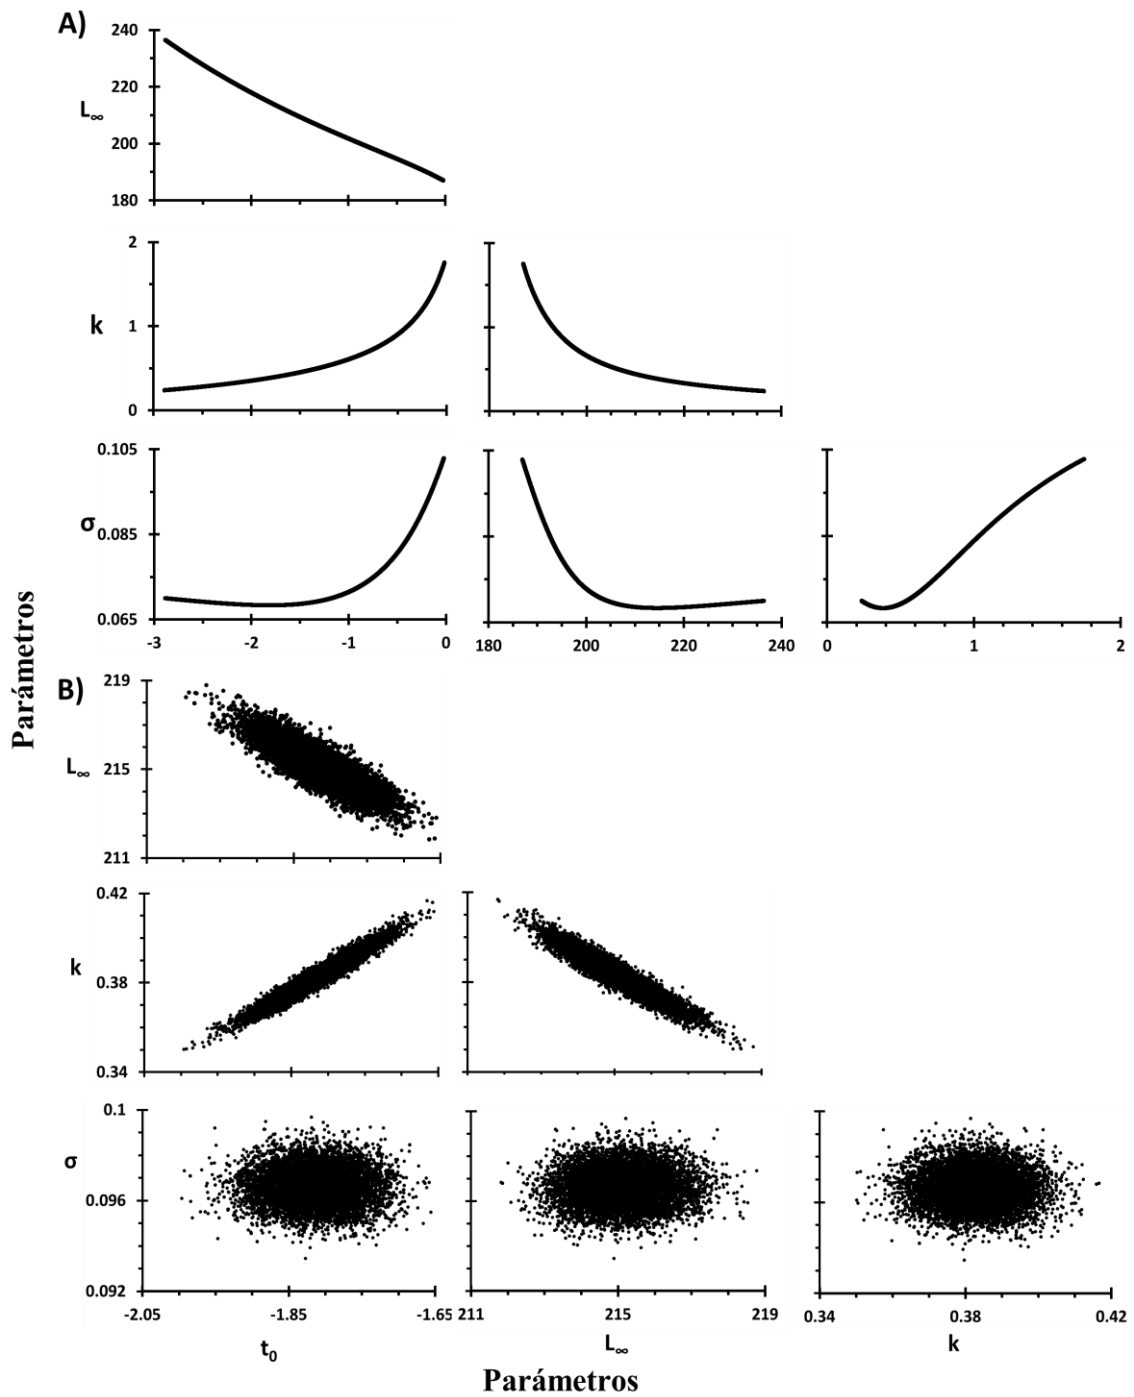 A)
240
220
L∞
200
180
2
k
1
0
0.105
σ
0.085
0.065
-3 -2 -1 0 180 200 220 240 0 1 2
Parámetros
B)
219
L∞ 215
211
0.42
k
0.38
0.34
0.1
σ
0.096
0.092
-2.05 -1.85 -1.65 211 215 219 0.34 0.38 0.42
t₀ L∞ k
Parámetros